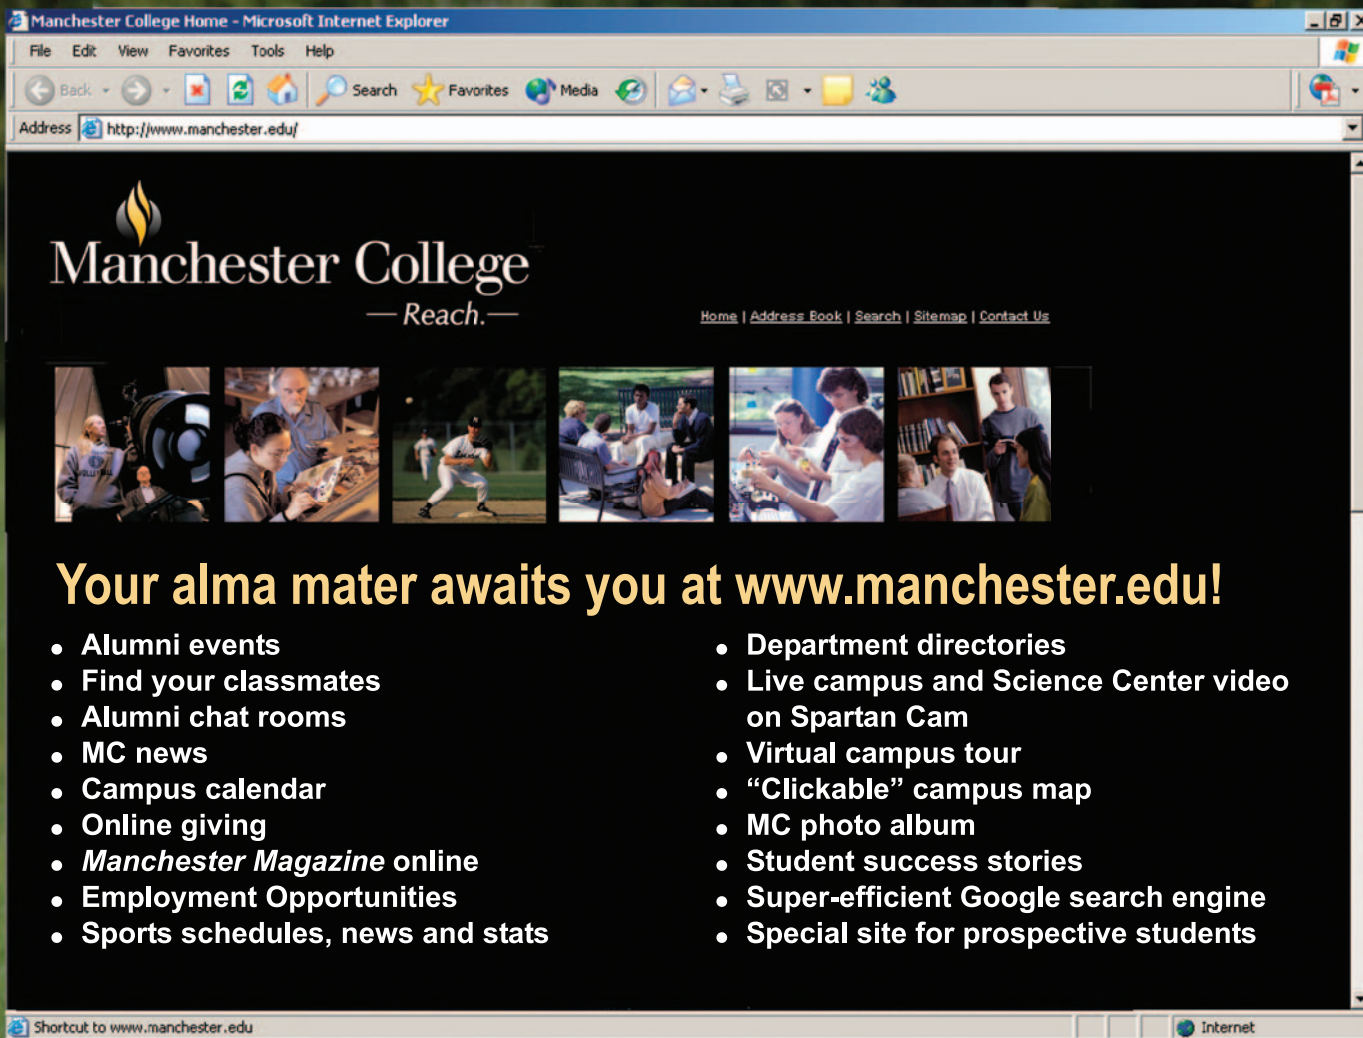 Manchester College Home - Microsoft Internet Explorer
File Edit View Favorites Tools Help
Back Search Favorites Media
Address http://www.manchester.edu/
Manchester College
—Reach.—
Home | Address Book | Search | Sitemap | Contact Us
Your alma mater awaits you at www.manchester.edu!
• Alumni events
• Find your classmates
• Alumni chat rooms
• MC news
• Campus calendar
• Online giving
• Manchester Magazine online
• Employment Opportunities
• Sports schedules, news and stats
• Department directories
• Live campus and Science Center video
on Spartan Cam
• Virtual campus tour
• “Clickable” campus map
• MC photo album
• Student success stories
• Super-efficient Google search engine
• Special site for prospective students
Shortcut to www.manchester.edu
Internet